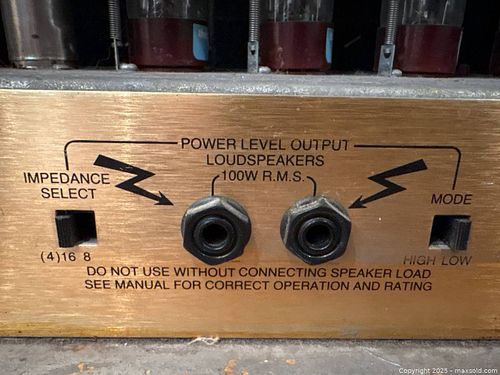 POWER LEVEL OUTPUT
LOUDSPEAKERS
100W R.M.S.
IMPEDANCE
SELECT
MODE
(4)16 8
HIGH LOW
DO NOT USE WITHOUT CONNECTING SPEAKER LOAD
SEE MANUAL FOR CORRECT OPERATION AND RATING
Copyright 2025 - maxsold.com